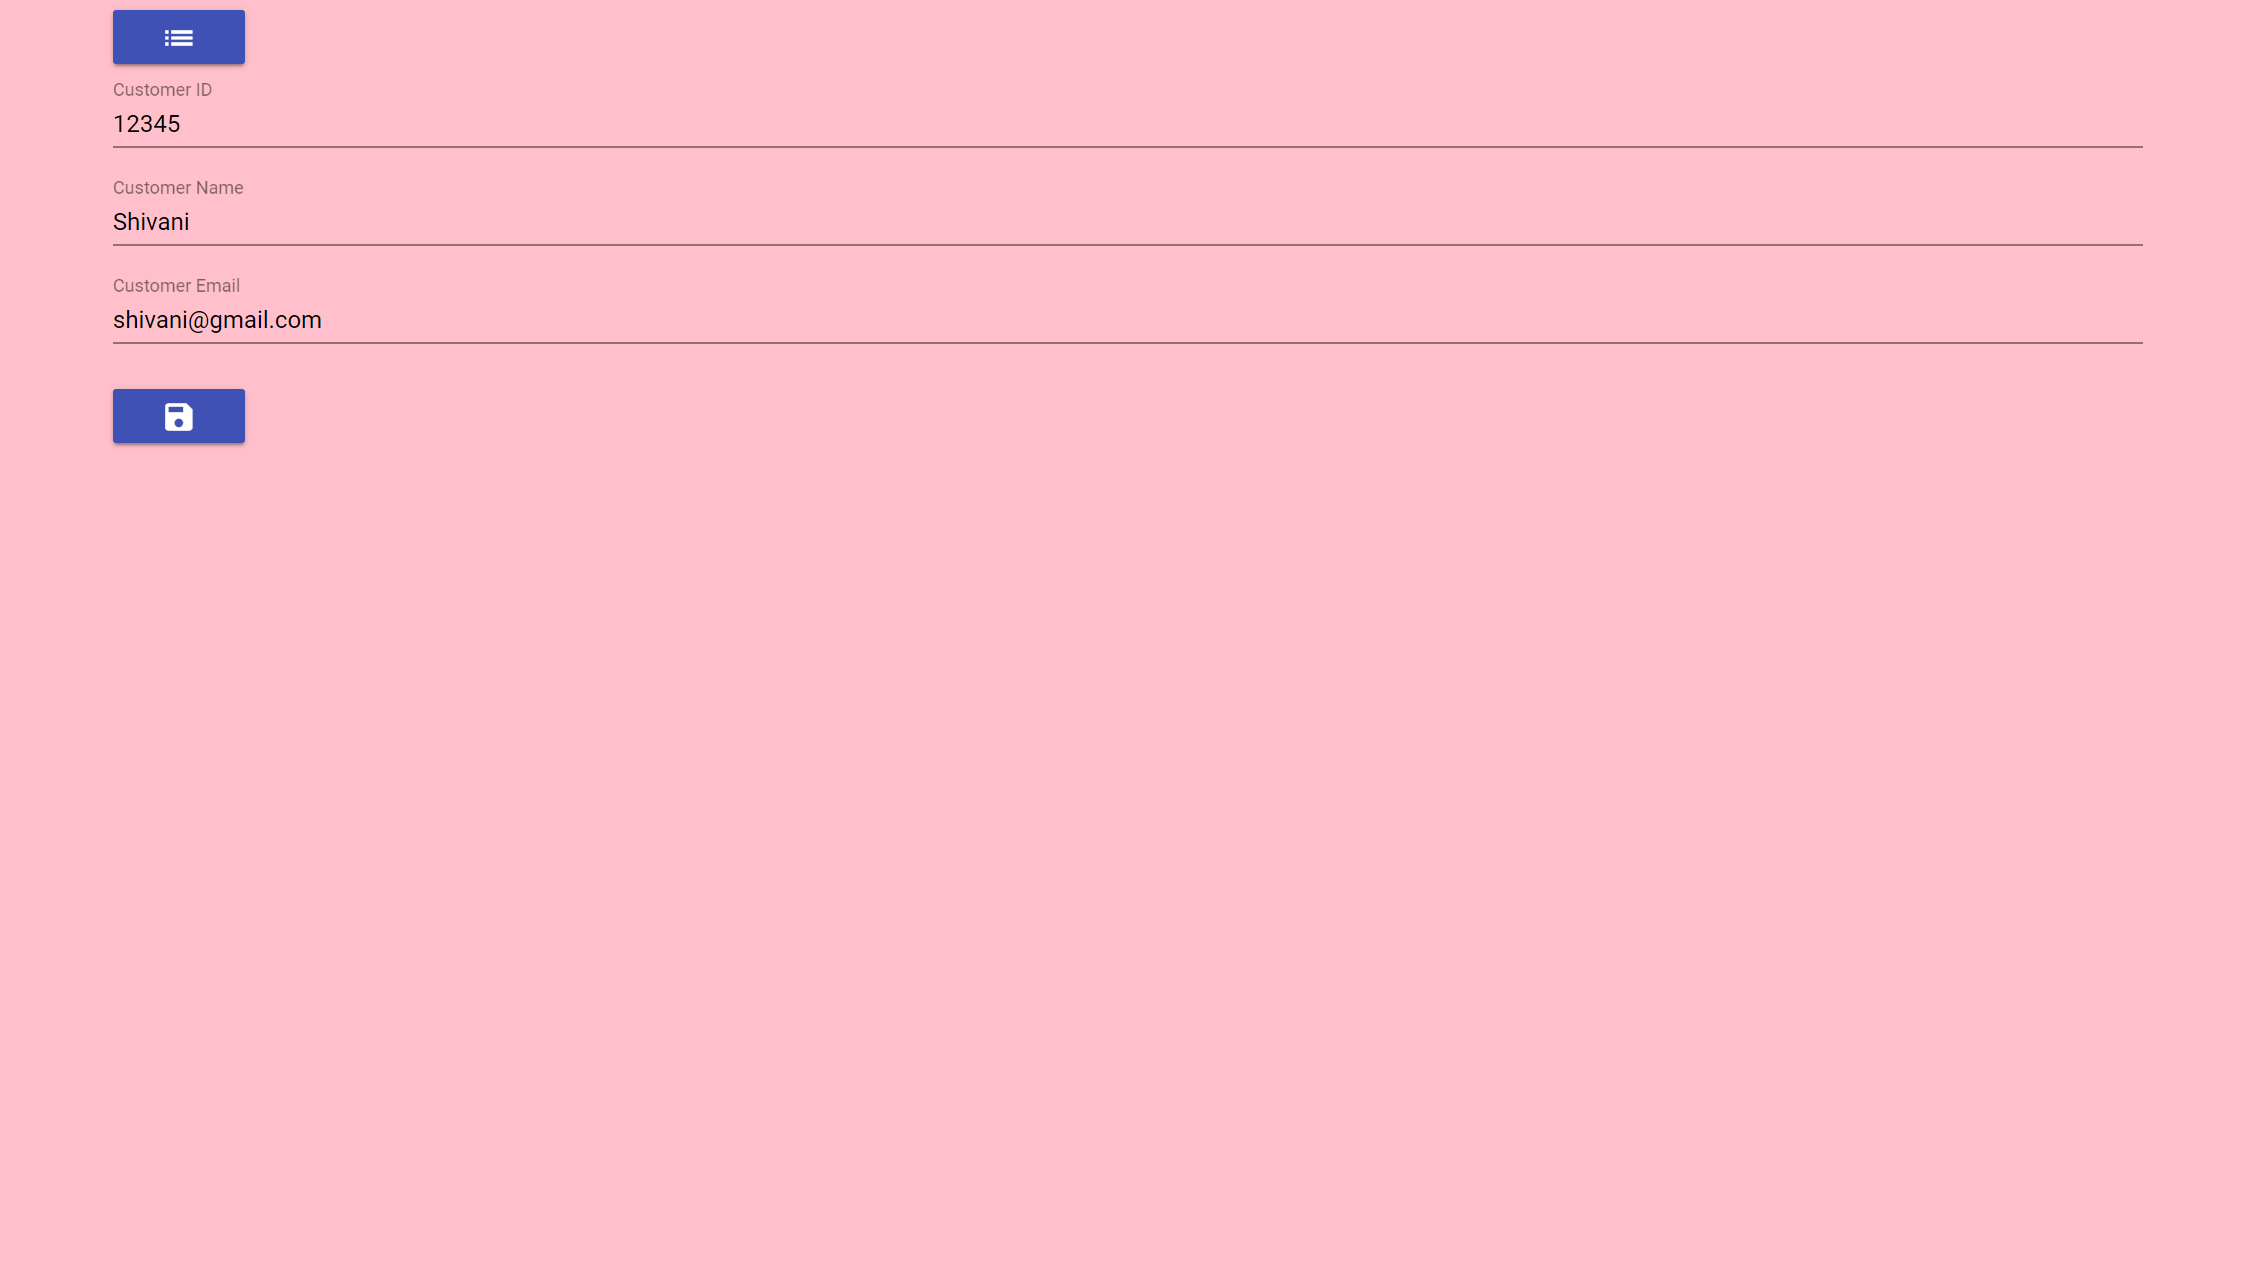 Customer ID
12345
Customer Name
Shivani
Customer Email
shivani@gmail.com